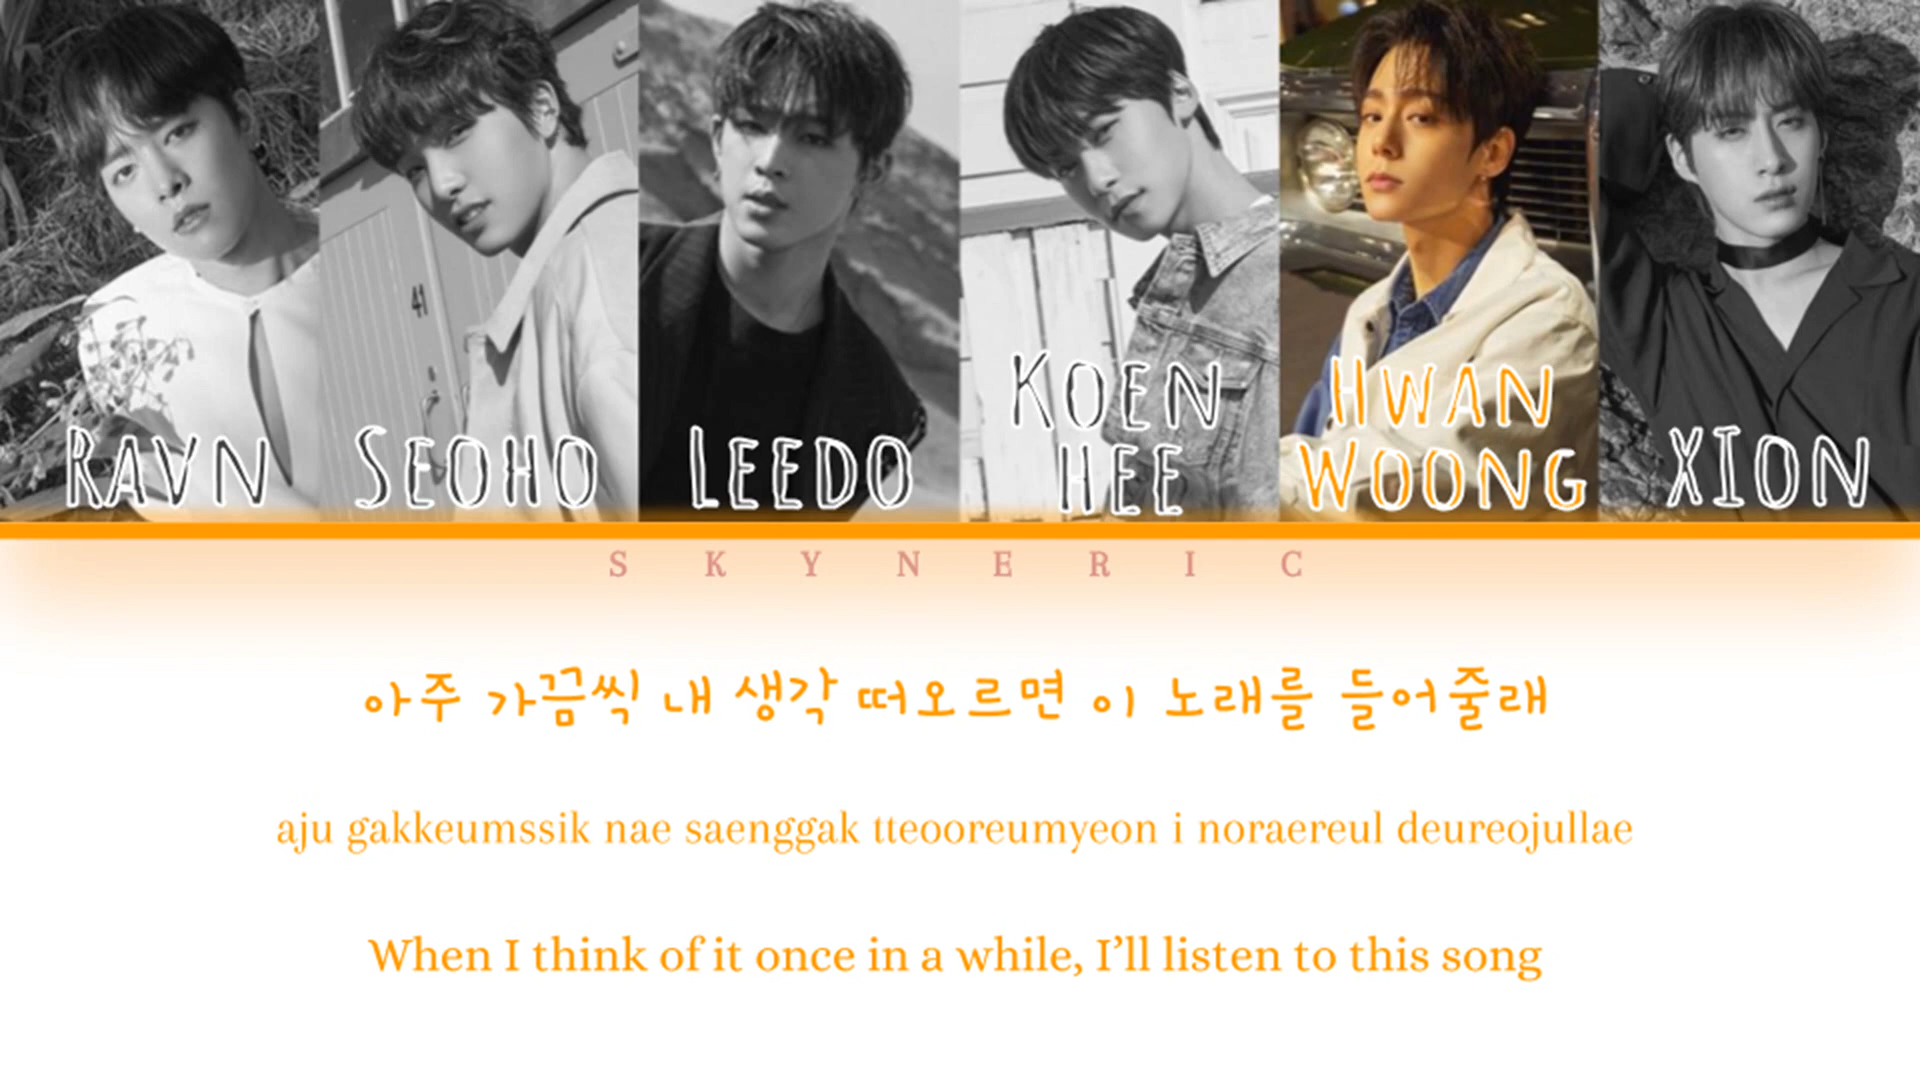 41
RAVN
SEOHO
LEEDO
KOEN
HEE
HWAN
WOONG
XION
SKYNERIC
아주 가끔씩 내 생각 떠오르면 이 노래를 들어줄래
aju gakkeumssik nae saenggak tteooreumyeon i noraereul deureojullae
When I think of it once in a while, I’ll listen to this song